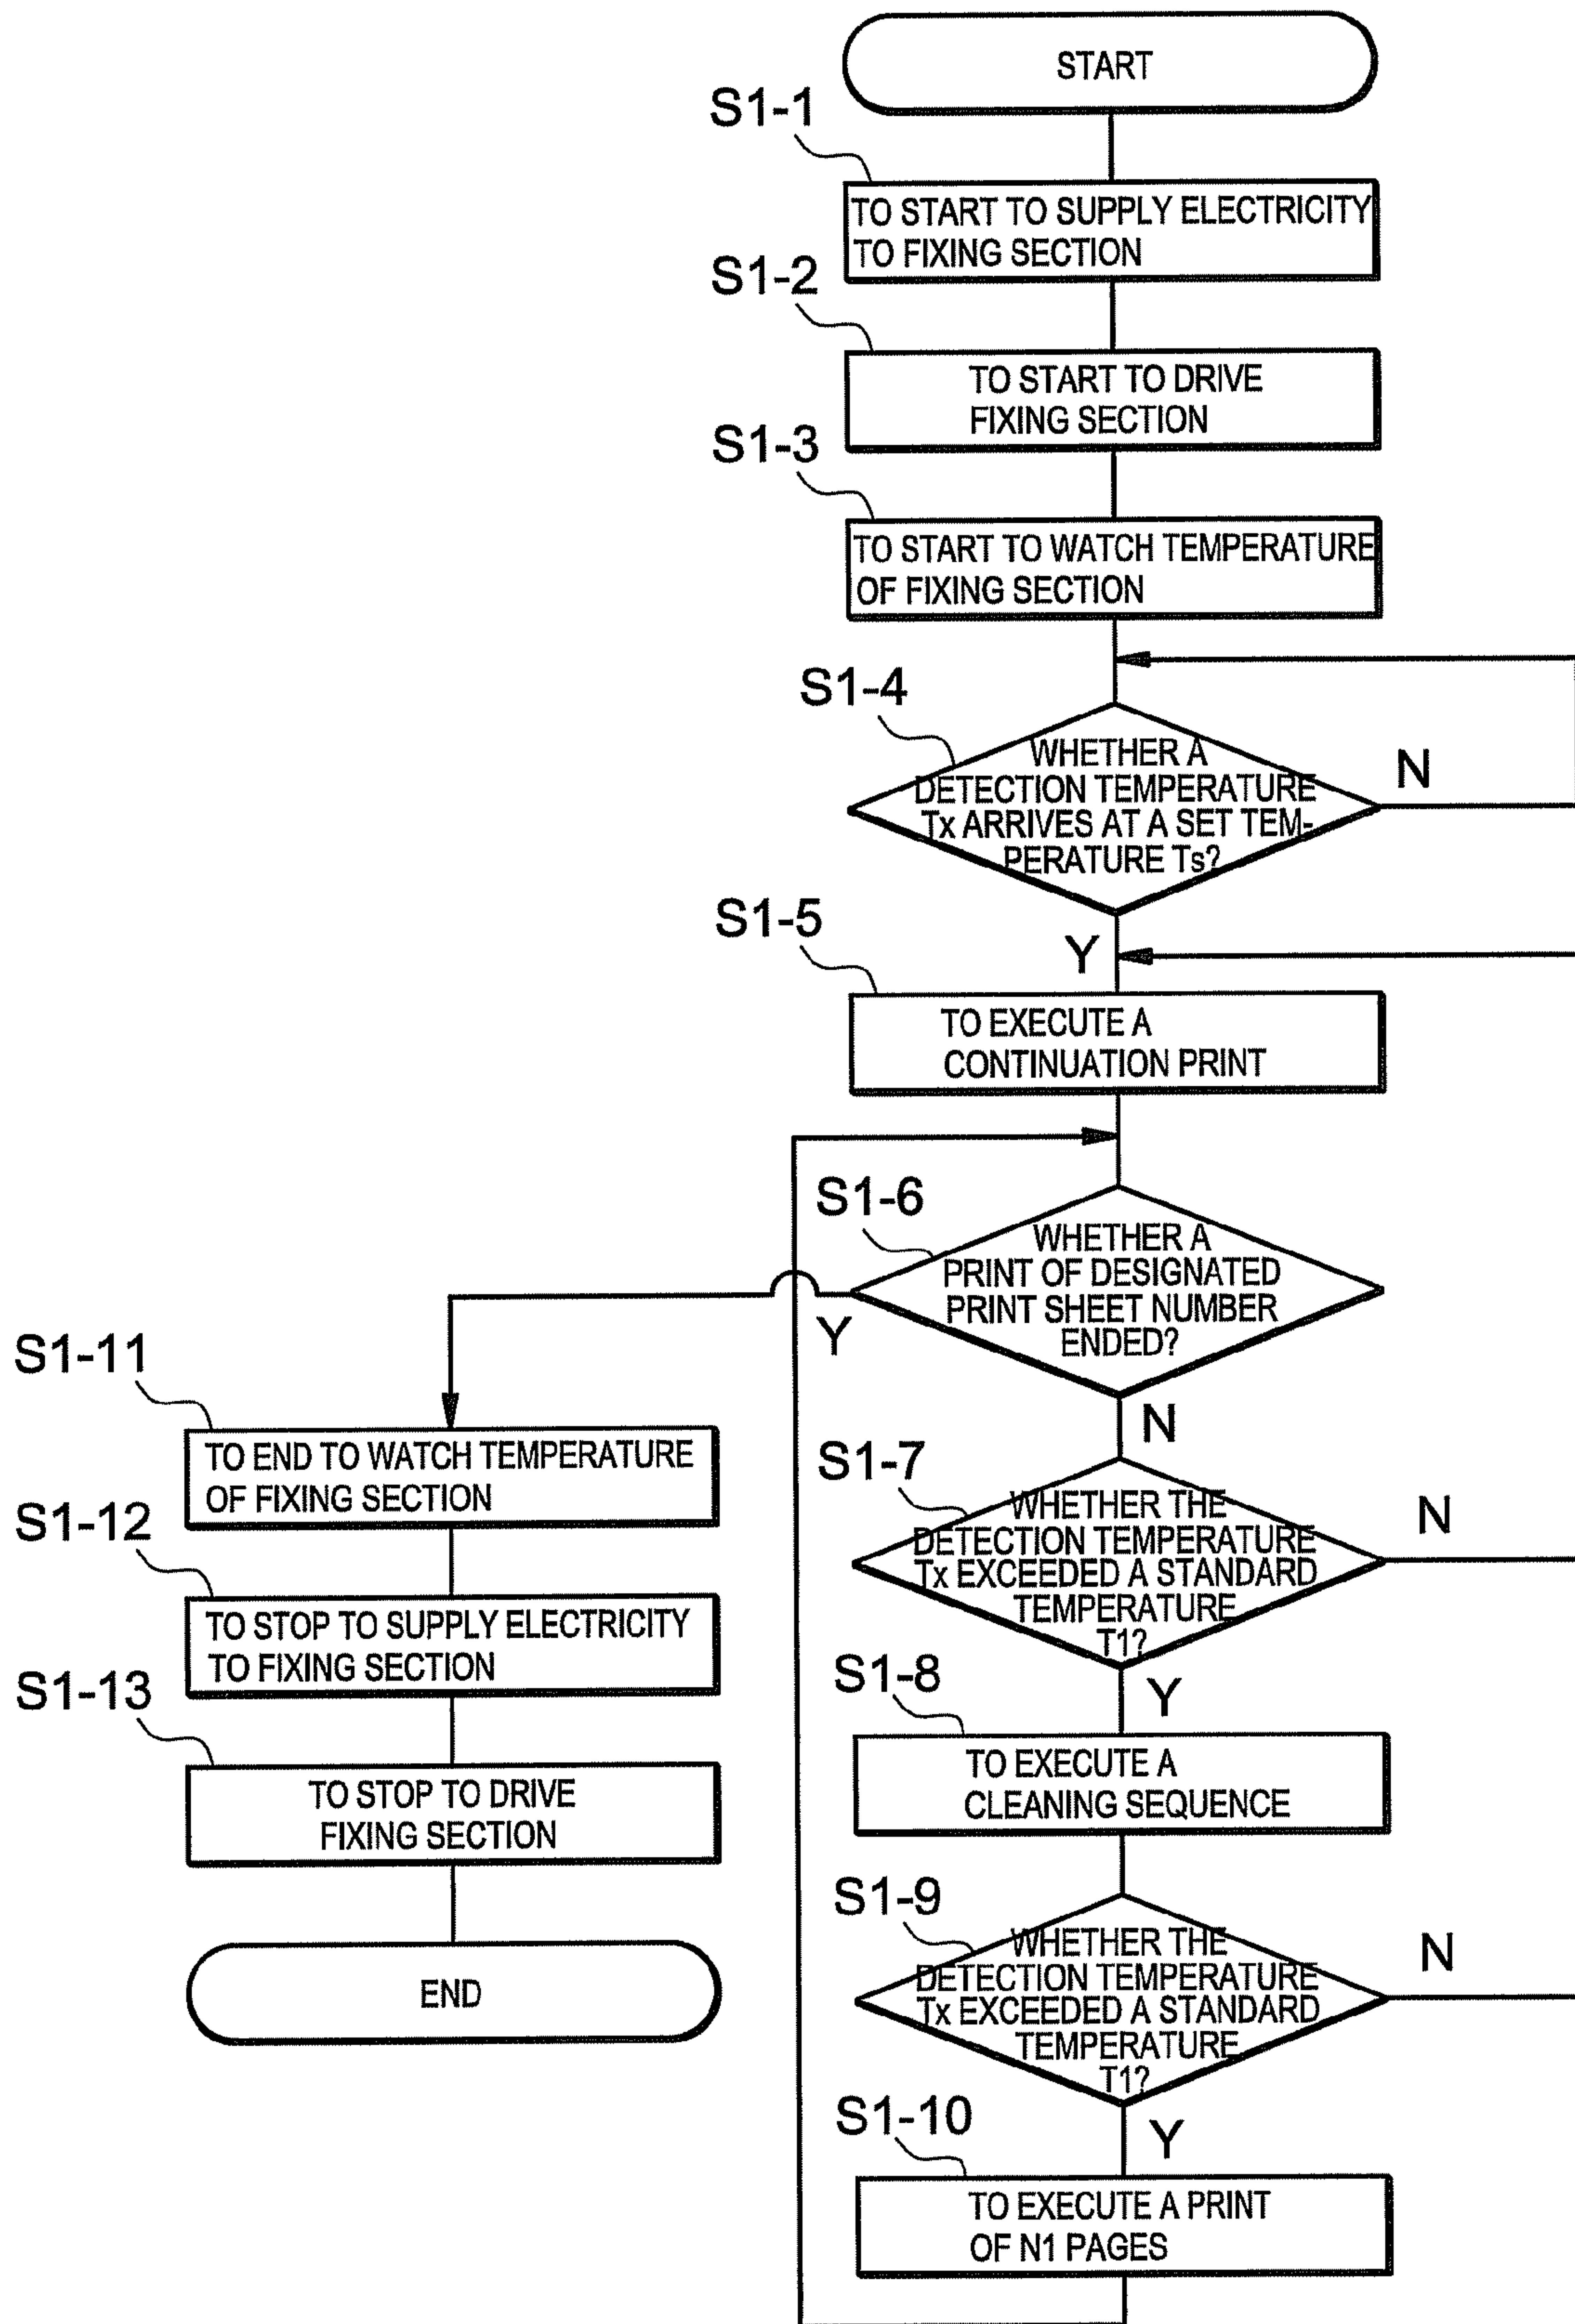 START
S1-1
TO START TO SUPPLY ELECTRICITY
TO FIXING SECTION
S1-2
TO START TO DRIVE
FIXING SECTION
S1-3
TO START TO WATCH TEMPERATURE
OF FIXING SECTION
S1-4
WHETHER A
DETECTION TEMPERATURE
Tx ARRIVES AT A SET TEM-
PERATURE Ts?
N
Y
S1-5
TO EXECUTE A
CONTINUATION PRINT
S1-6
WHETHER A
PRINT OF DESIGNATED
PRINT SHEET NUMBER
ENDED?
Y
N
S1-7
WHETHER THE
DETECTION TEMPERATURE
Tx EXCEEDED A STANDARD
TEMPERATURE
T1?
N
Y
S1-8
TO EXECUTE A
CLEANING SEQUENCE
S1-9
WHETHER THE
DETECTION TEMPERATURE
Tx EXCEEDED A STANDARD
TEMPERATURE
T1?
N
Y
S1-10
TO EXECUTE A PRINT
OF N1 PAGES
S1-11
TO END TO WATCH TEMPERATURE
OF FIXING SECTION
S1-12
TO STOP TO SUPPLY ELECTRICITY
TO FIXING SECTION
S1-13
TO STOP TO DRIVE
FIXING SECTION
END